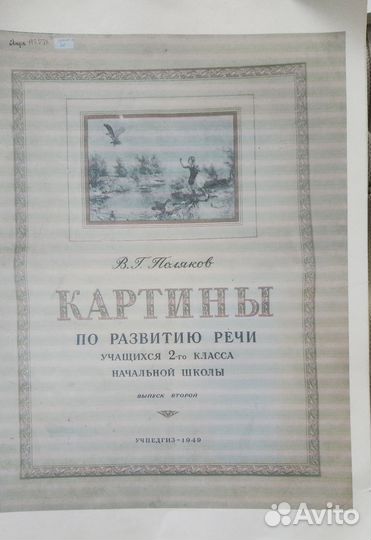 В.Г. Поляков
КАРТИНЫ
ПО РАЗВИТИЮ РЕЧИ
УЧАЩИХСЯ 2-го КЛАССА
НАЧАЛЬНОЙ ШКОЛЫ
ВЫПУСК ВТОРОЙ
УЧПЕДГИЗ-1949
Avito